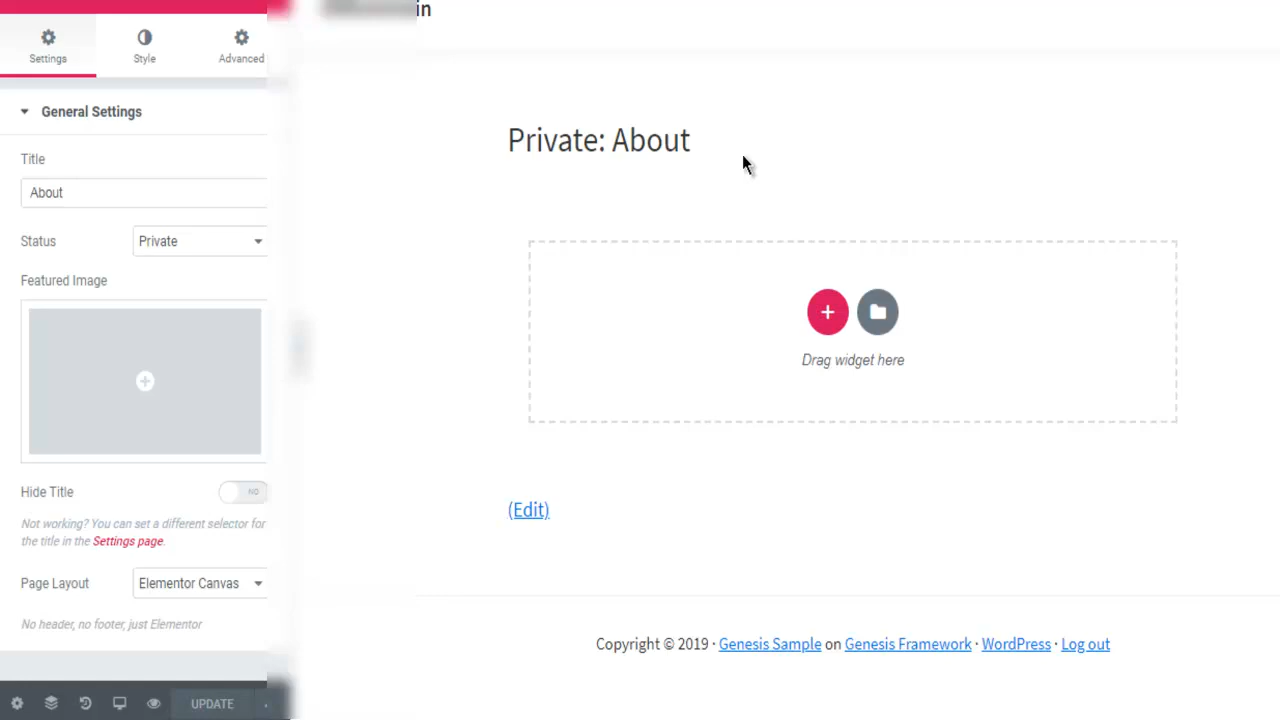 in
Settings
Style
Advanced
General Settings
Title
About
Status
Private
Featured Image
Hide Title
NO
Not working? You can set a different selector for
the title in the Settings page.
Page Layout
Elementor Canvas
No header, no footer, just Elementor
UPDATE
Private: About
Drag widget here
(Edit)
Copyright © 2019 · Genesis Sample on Genesis Framework · WordPress · Log out